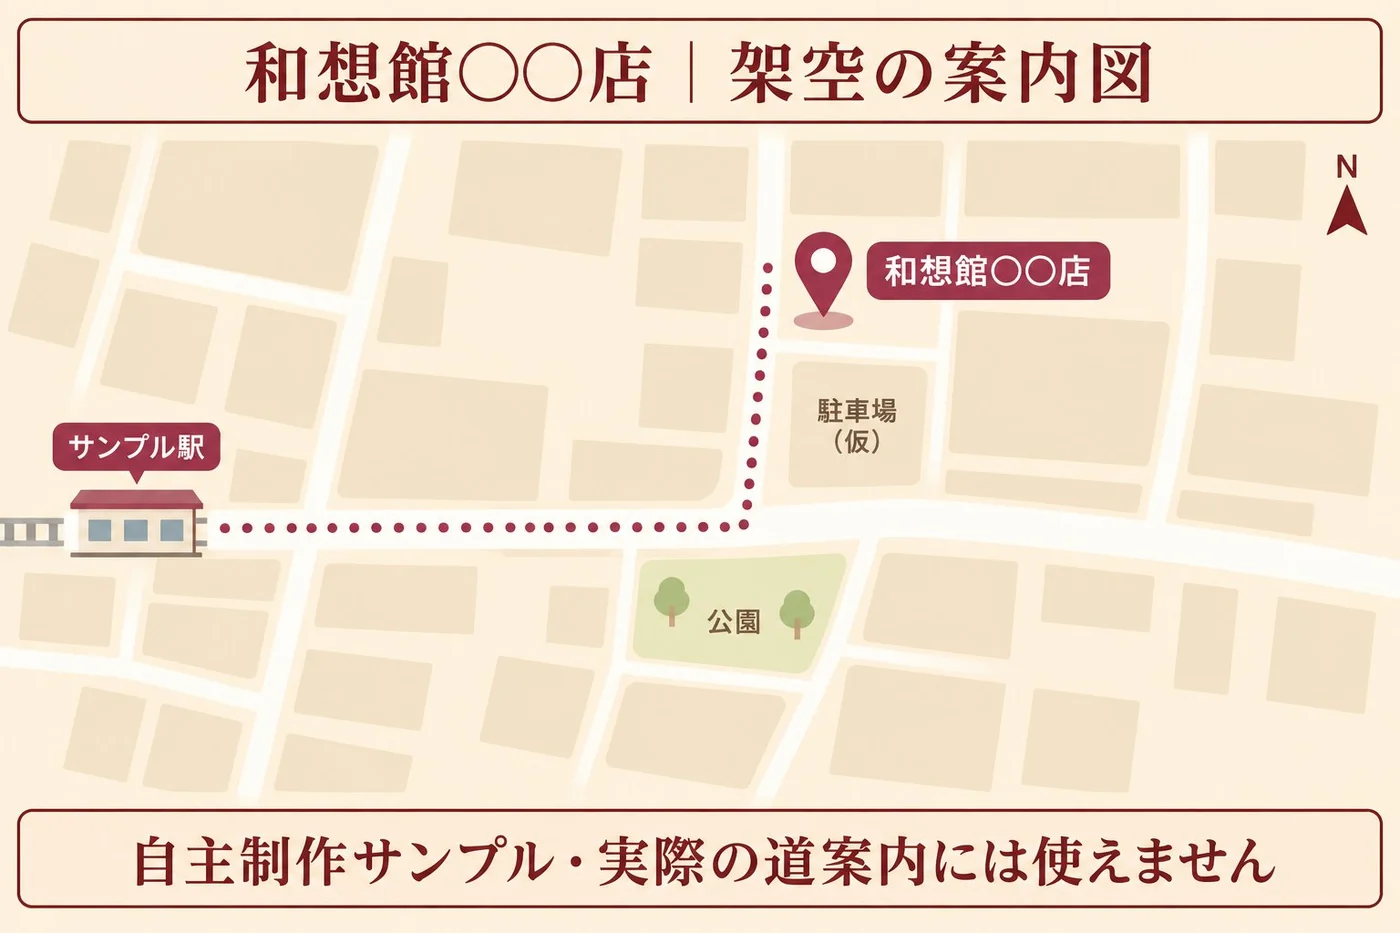 和想館〇〇店｜架空の案内図
N
和想館〇〇店
駐車場
（仮）
サンプル駅
公園
自主制作サンプル・実際の道案内には使えません